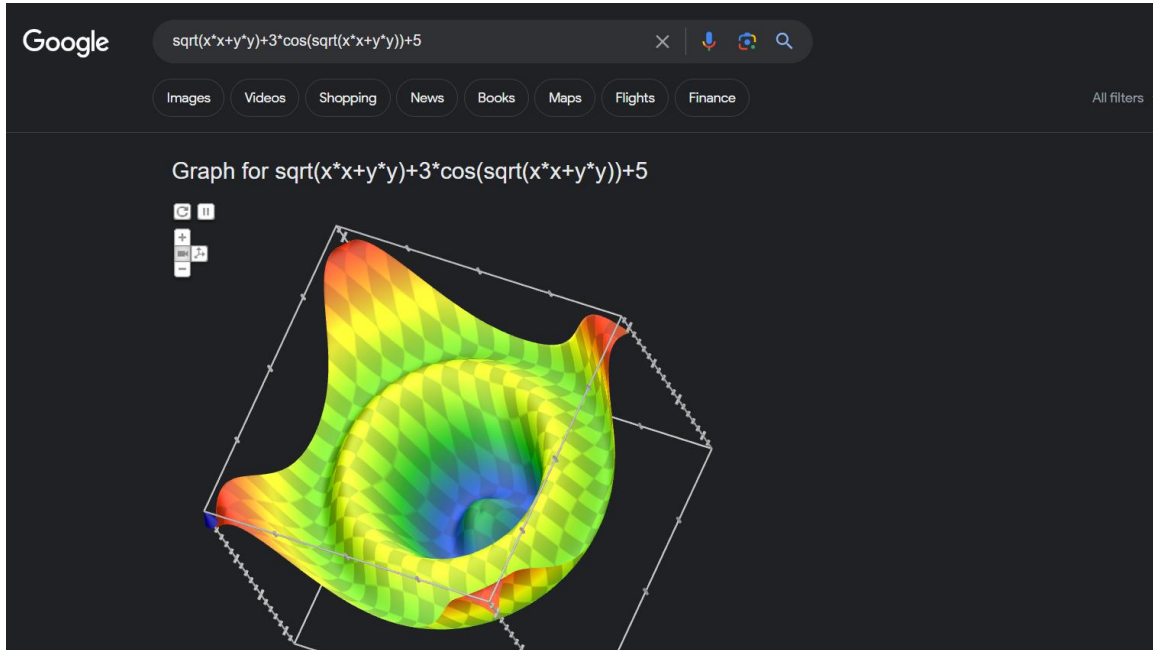 Google
sqrt(x*x+y*y)+3*cos(sqrt(x*x+y*y))+5
Images Videos Shopping News Books Maps Flights Finance All filters
Graph for sqrt(x*x+y*y)+3*cos(sqrt(x*x+y*y))+5